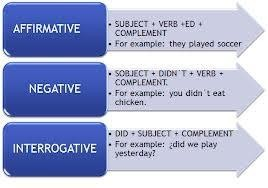 AFFIRMATIVE
• SUBJECT + VERB +ED +
COMPLEMENT
• For example: they played soccer
NEGATIVE
• SOBJECT + DIDN´T + VERB +
COMPLEMENT.
• For example: you didn´t eat
chicken.
INTERROGATIVE
• DID + SUBJECT + COMPLEMENT
• For example: ¿did we play
yesterday?